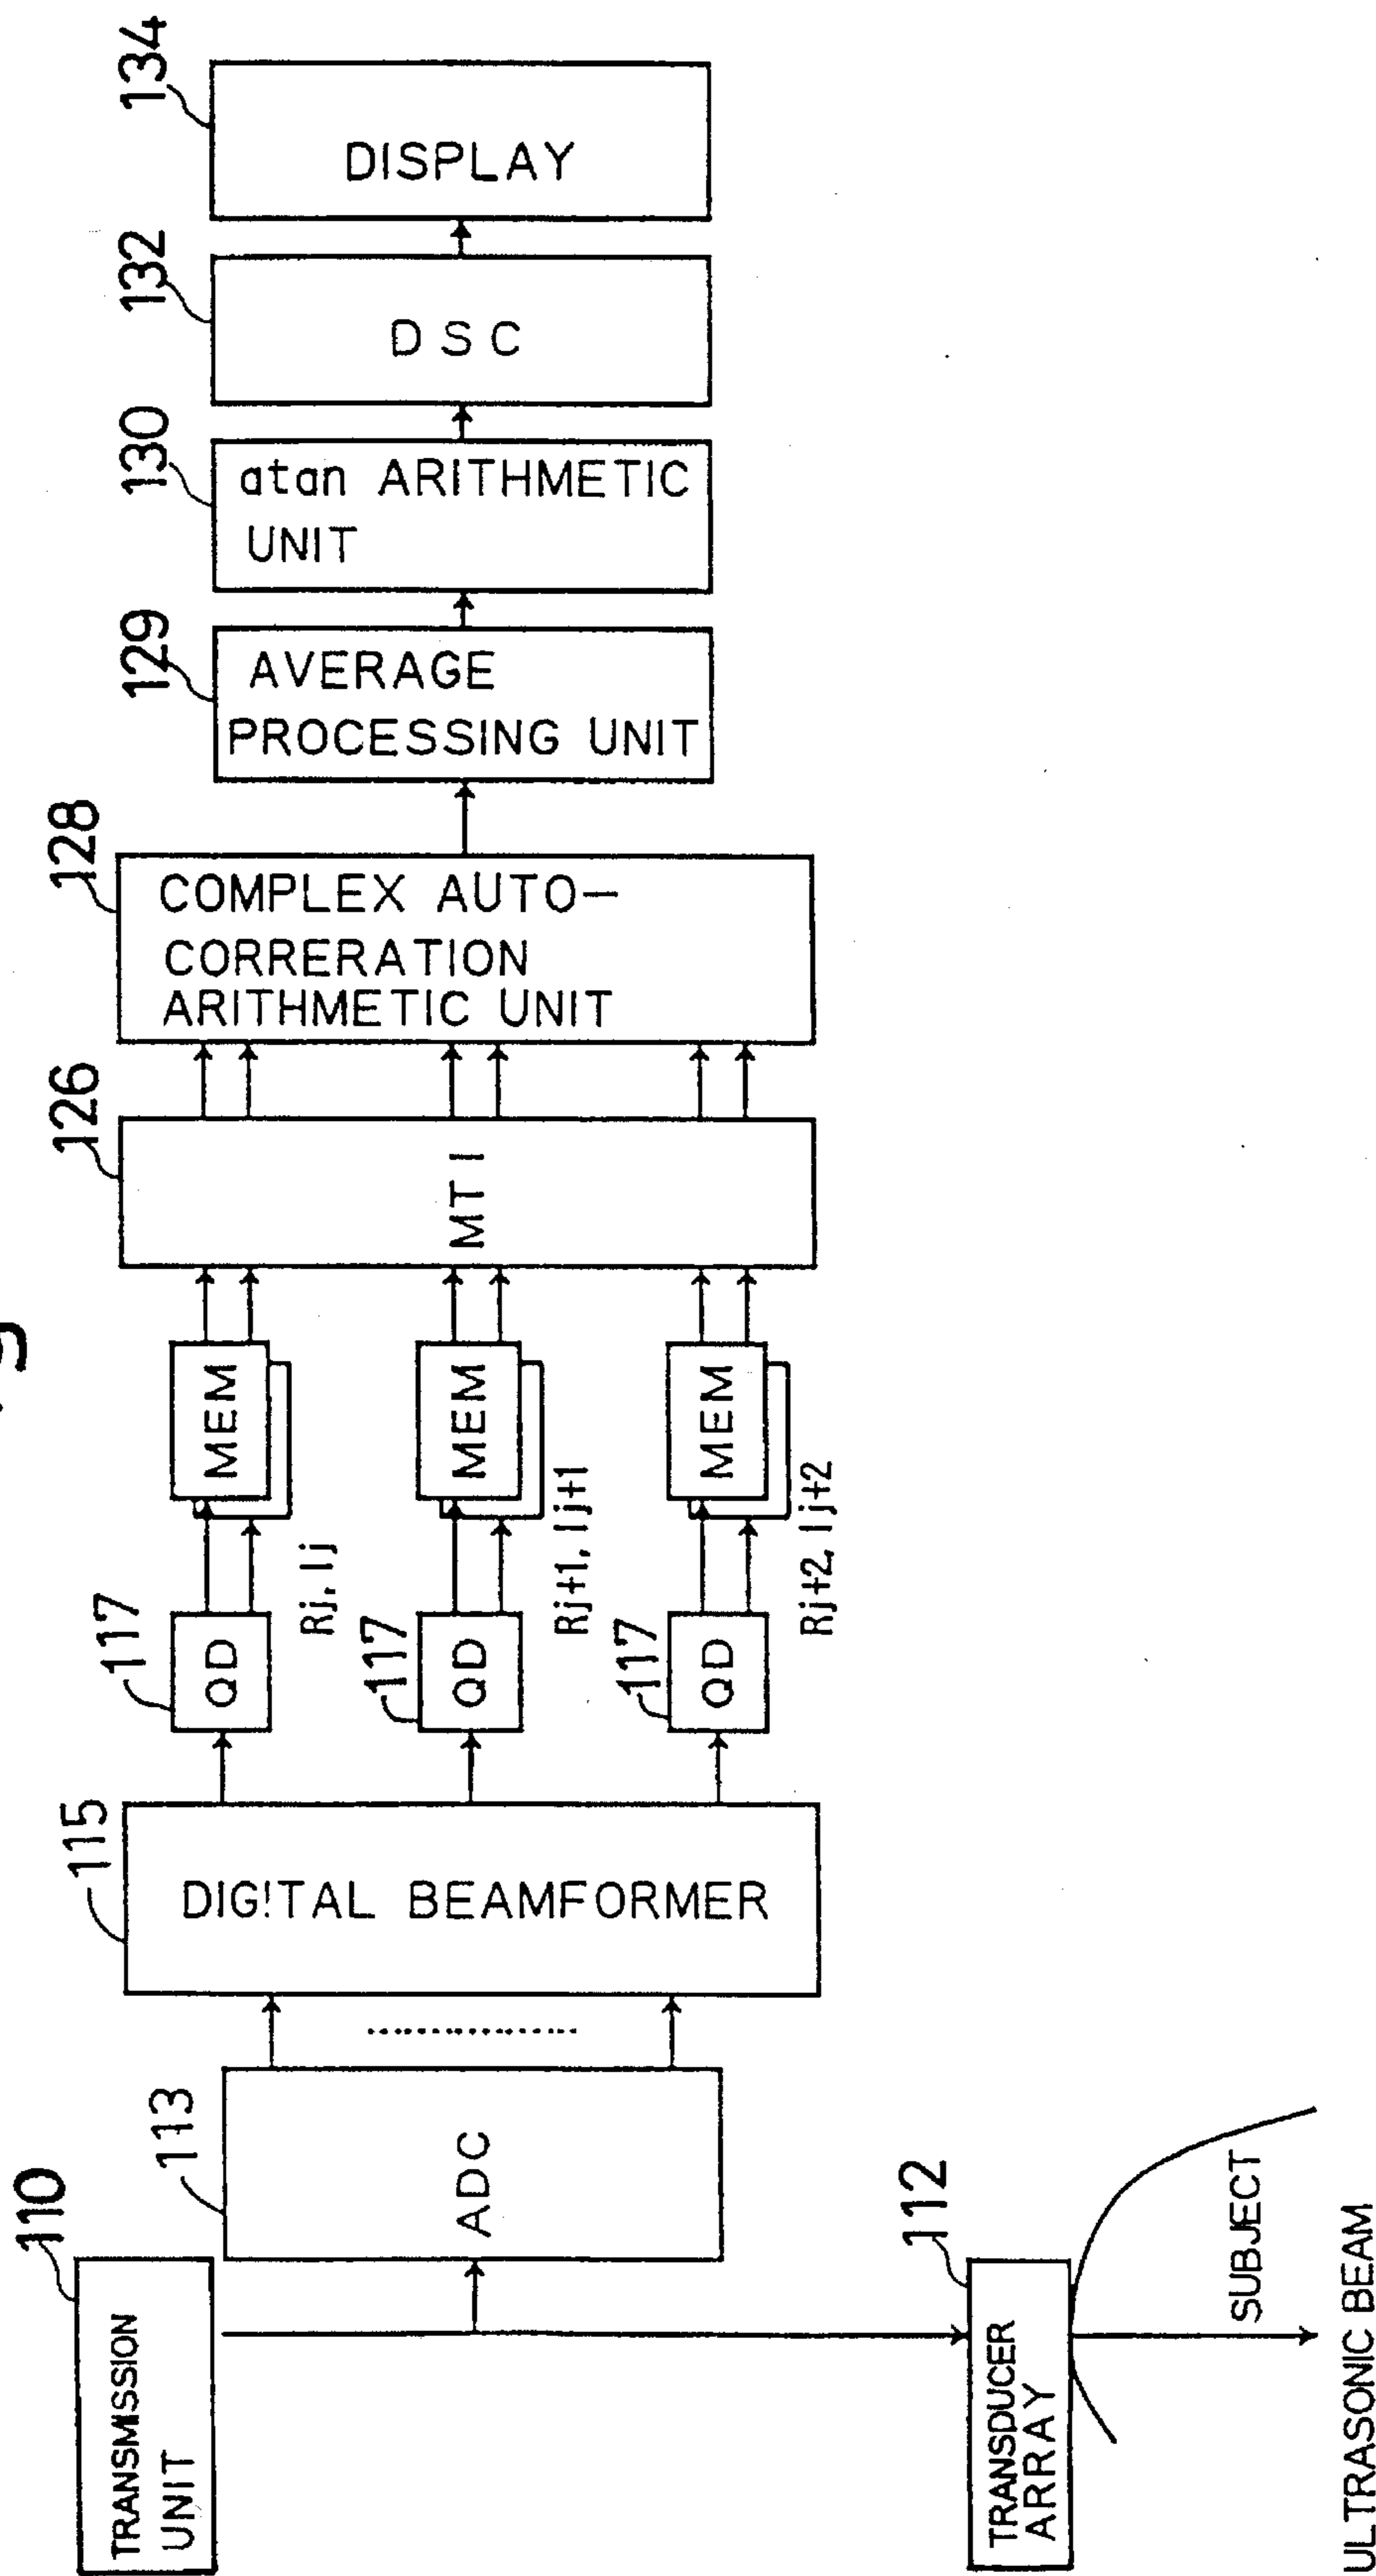 110
TRANSMISSION
UNIT
112
TRANSDUCER
ARRAY
SUBJECT
ULTRASONIC BEAM
113
ADC
115
DIGITAL BEAMFORMER
117
QD
117
QD
117
QD
Rj, Ij
Rj+1, Ij+1
Rj+2, Ij+2
MEM
MEM
MEM
126
MTI
128
COMPLEX AUTO-
CORRERATION
ARITHMETIC UNIT
129
AVERAGE
PROCESSING UNIT
130
atan ARITHMETIC
UNIT
132
DSC
134
DISPLAY